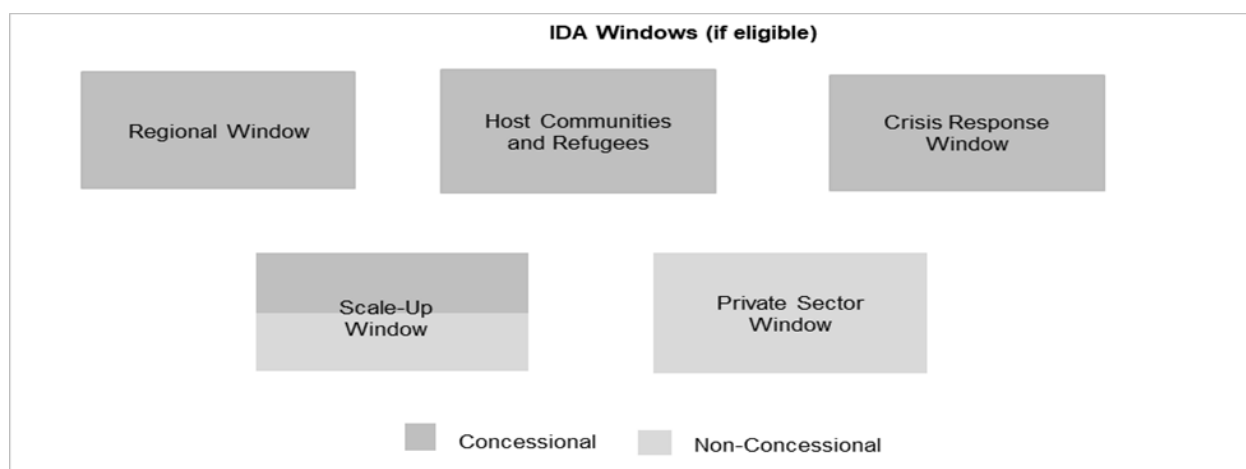 IDA Windows (if eligible)
Regional Window
Host Communities
and Refugees
Crisis Response
Window
Scale-Up
Window
Private Sector
Window
Concessional
Non-Concessional